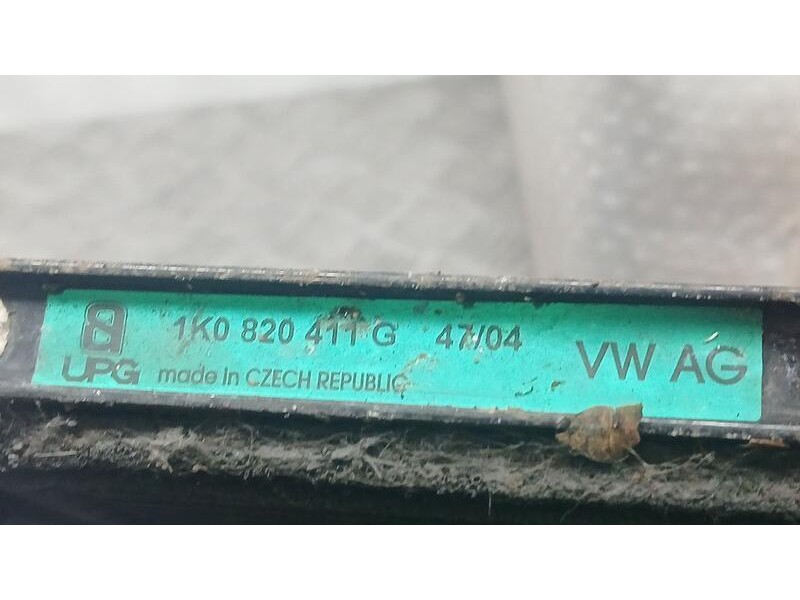 1K0 820 411 G 47/04
VW AG
UPG made in CZECH REPUBLIC